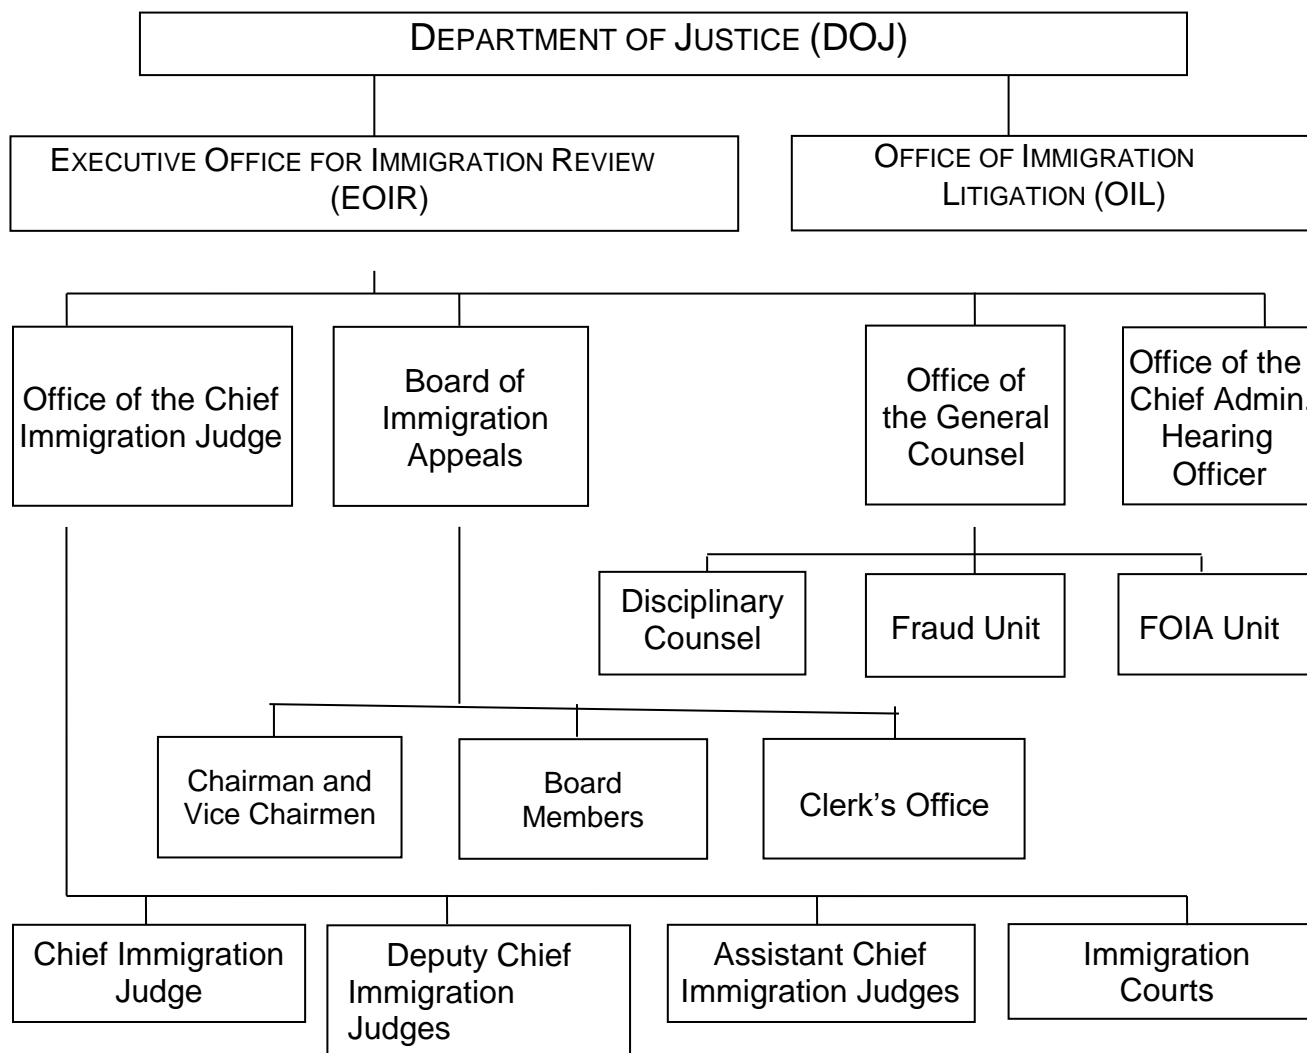 DEPARTMENT OF JUSTICE (DOJ)
EXECUTIVE OFFICE FOR IMMIGRATION REVIEW
(EOIR)
OFFICE OF IMMIGRATION
LITIGATION (OIL)
Office of the Chief
Immigration Judge
Board of
Immigration
Appeals
Office of
the General
Counsel
Office of the
Chief Admin.
Hearing
Officer
Disciplinary
Counsel
Fraud Unit
FOIA Unit
Chairman and
Vice Chairmen
Board
Members
Clerk’s Office
Chief Immigration
Judge
Deputy Chief
Immigration
Judges
Assistant Chief
Immigration Judges
Immigration
Courts